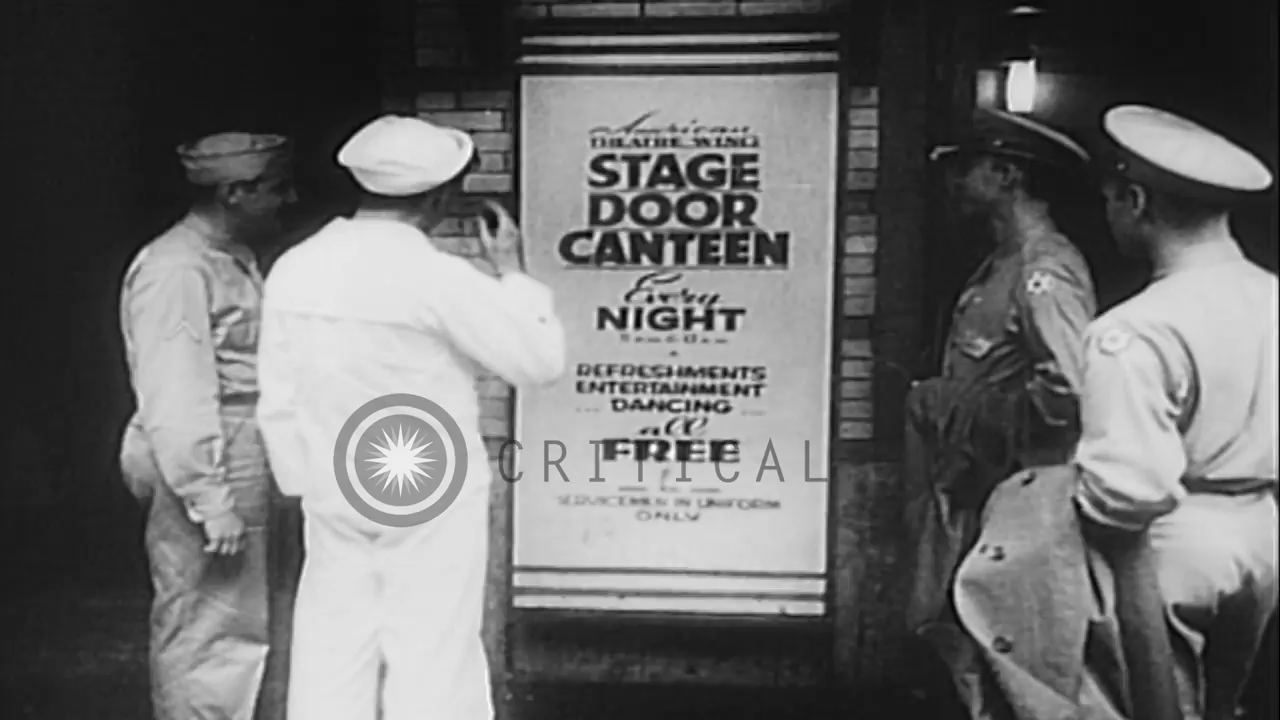 American
THEATRE WING
STAGE
DOOR
CANTEEN
Every
NIGHT
REFRESHMENTS
ENTERTAINMENT
... DANCING ...
all
FREE
SERVICEMEN IN UNIFORM
ONLY
CRITICAL